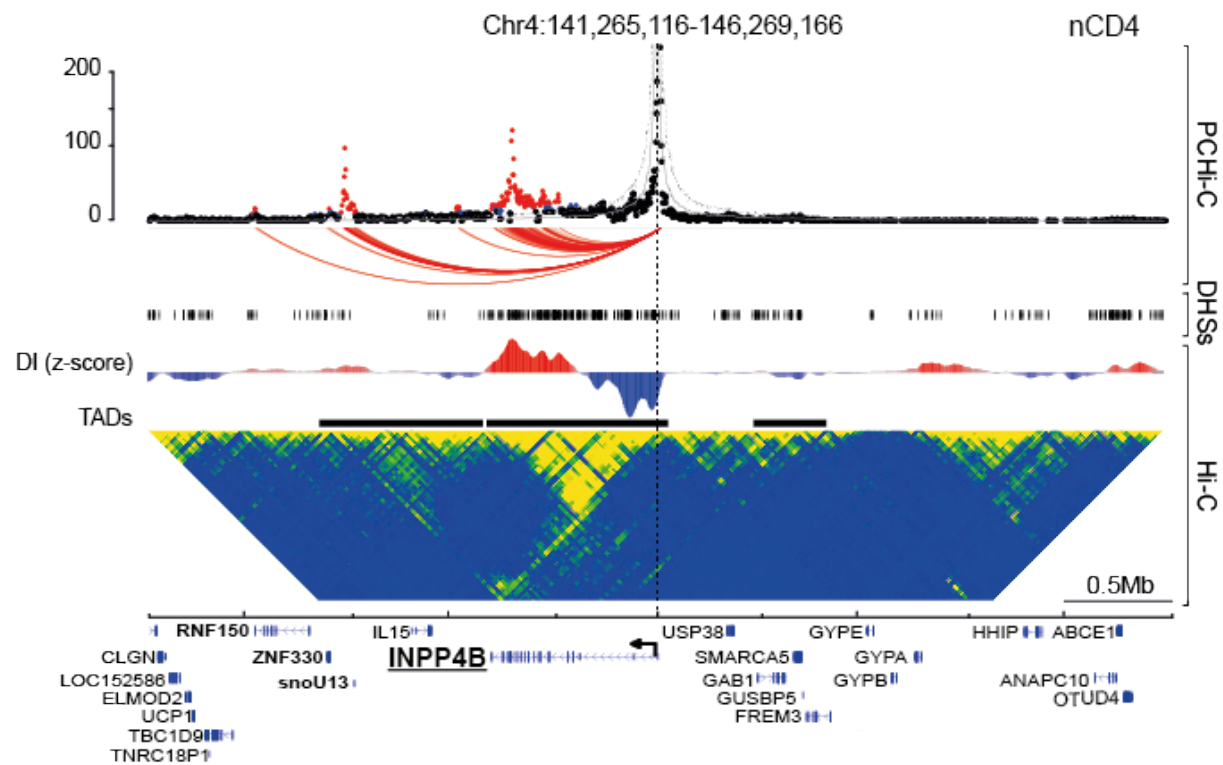 Chr4:141,265,116-146,269,166 nCD4
200
100
0
PCHi-C
DHSs
DI (z-score)
TADs
Hi-C
0.5Mb
RNF150 IL15 USP38 GYPE HHIP ABCE1
CLGN ZNF330 INPP4B SMARCA5 GYPA
LOC152586 snoU13 GAB1 GYPB ANAPC10
ELMOD2 GUSBP5 OTUD4
UCP1 FREM3
TBC1D9
TNRC18P1